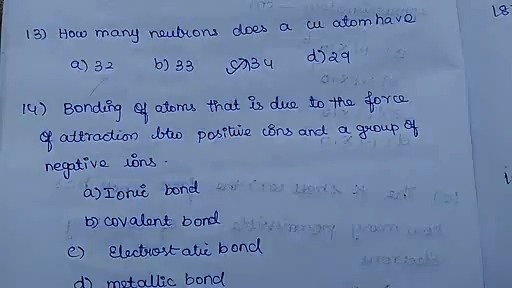 13) How many neutrons does a cu atom have
a) 32 b) 33 c) 34 d) 29
14) Bonding of atoms that is due to the force
of attraction btw positive ions and a group of
negative ions.
a) Ionic bond
b) covalent bond
c) Electrostatic bond
d) metallic bond
18